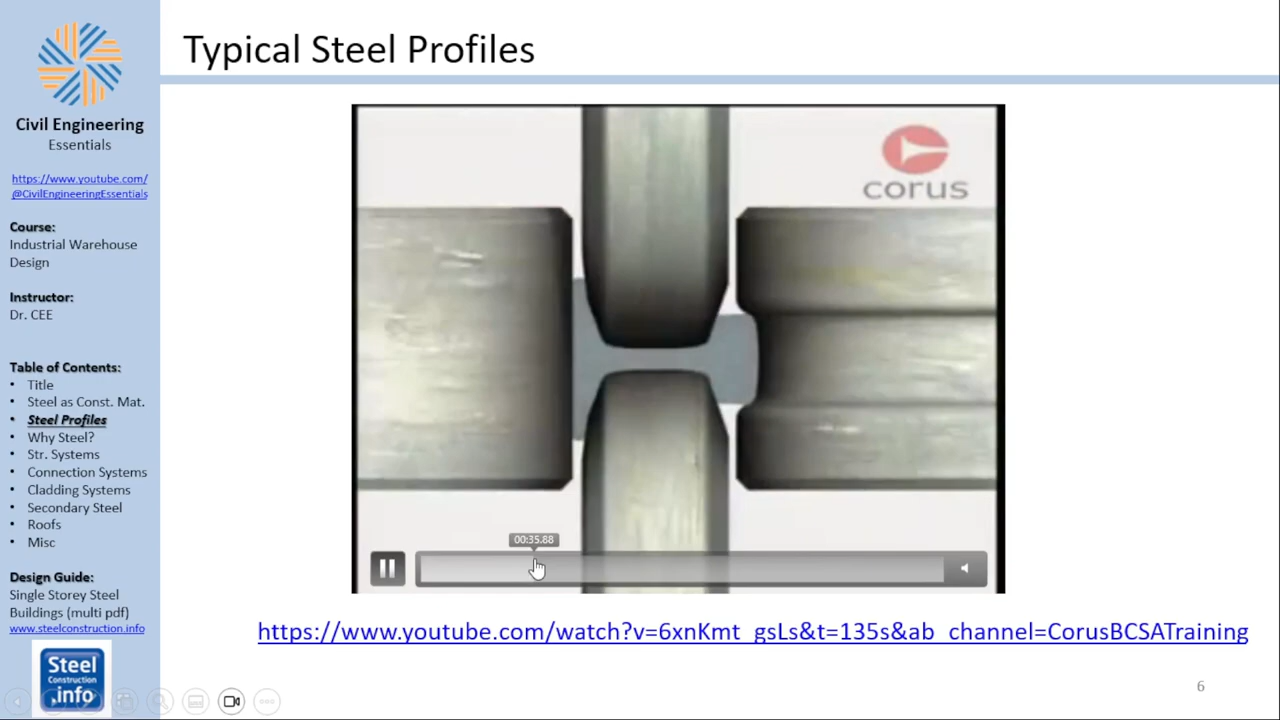 Typical Steel Profiles
Civil Engineering
Essentials
https://www.youtube.com/
@CivilEngineeringEssentials
Course:
Industrial Warehouse
Design
Instructor:
Dr. CEE
Table of Contents:
• Title
• Steel as Const. Mat.
• Steel Profiles
• Why Steel?
• Str. Systems
• Connection Systems
• Cladding Systems
• Secondary Steel
• Roofs
• Misc
Design Guide:
Single Storey Steel
Buildings (multi pdf)
www.steelconstruction.info
Steel
Construction
.info
corus
00:35.88
https://www.youtube.com/watch?v=6xnKmt_gsLs&t=135s&ab_channel=CorusBCSATraining
6